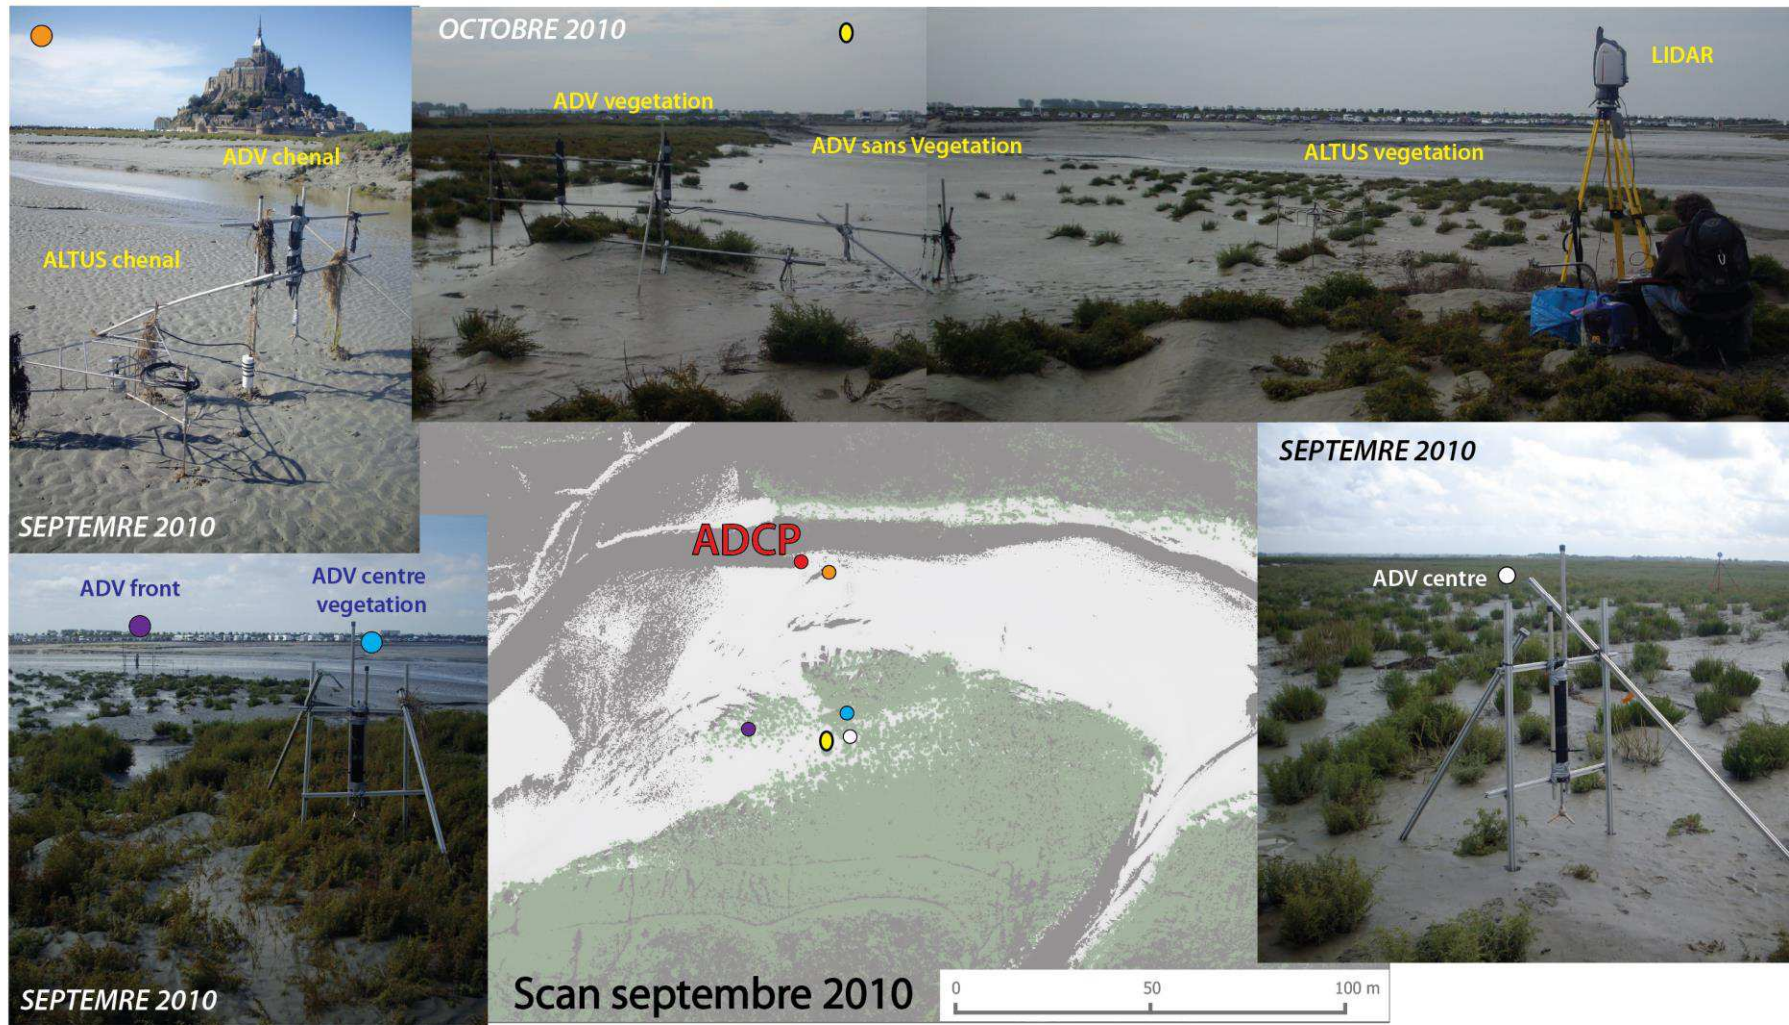 OCTOBRE 2010
LIDAR
ADV vegetation
ADV chenal
ADV sans Vegetation
ALTUS vegetation
ALTUS chenal
SEPTEMRE 2010
SEPTEMRE 2010
ADCP
ADV front
ADV centre
vegetation
ADV centre
SEPTEMRE 2010
Scan septembre 2010
0 50 100 m